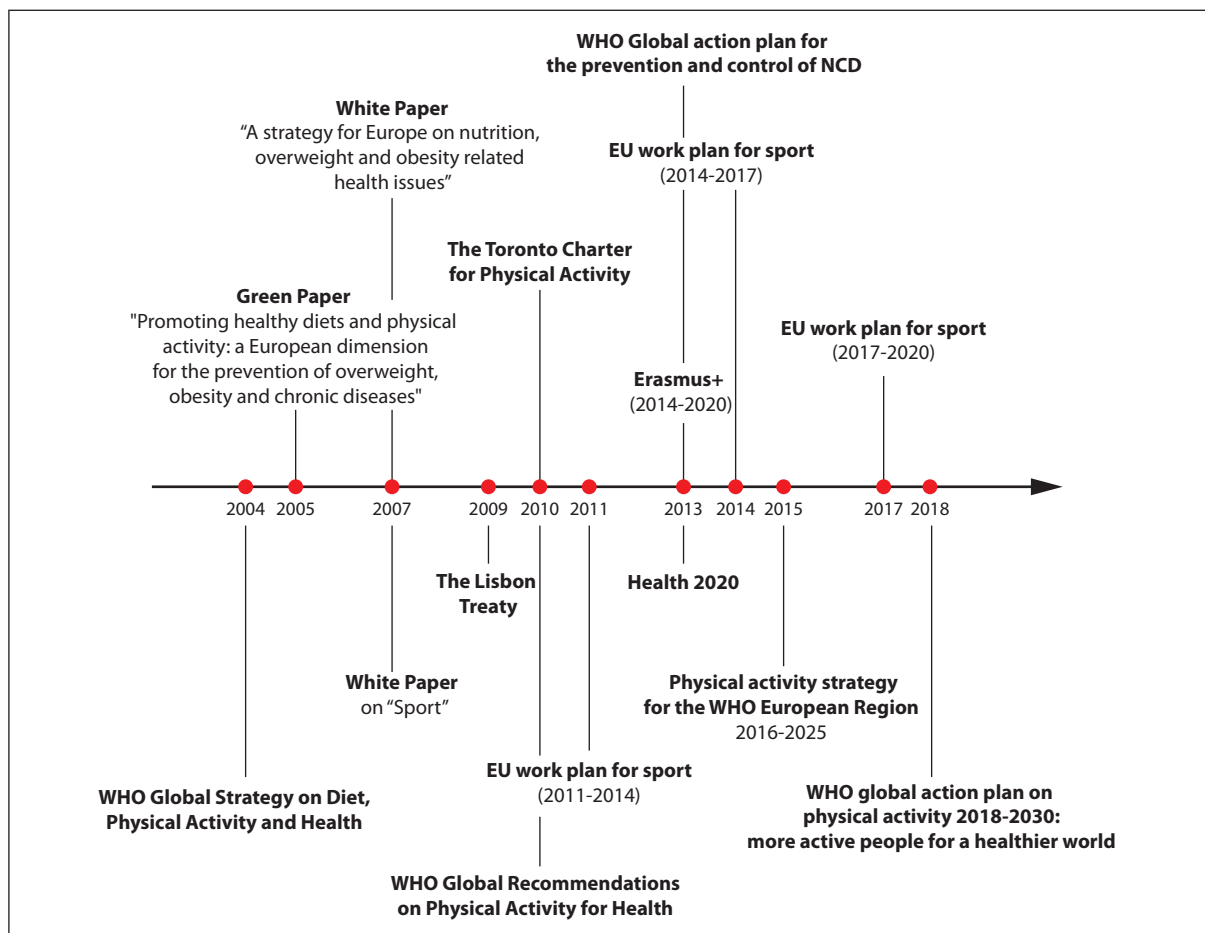 WHO Global action plan for
the prevention and control of NCD
White Paper
“A strategy for Europe on nutrition,
overweight and obesity related
health issues”
EU work plan for sport
(2014-2017)
The Toronto Charter
for Physical Activity
Green Paper
"Promoting healthy diets and physical
activity: a European dimension
for the prevention of overweight,
obesity and chronic diseases"
EU work plan for sport
(2017-2020)
Erasmus+
(2014-2020)
2004 2005 2007 2009 2010 2011 2013 2014 2015 2017 2018
The Lisbon
Treaty
Health 2020
White Paper
on “Sport”
Physical activity strategy
for the WHO European Region
2016-2025
EU work plan for sport
(2011-2014)
WHO Global Strategy on Diet,
Physical Activity and Health
WHO global action plan on
physical activity 2018-2030:
more active people for a healthier world
WHO Global Recommendations
on Physical Activity for Health